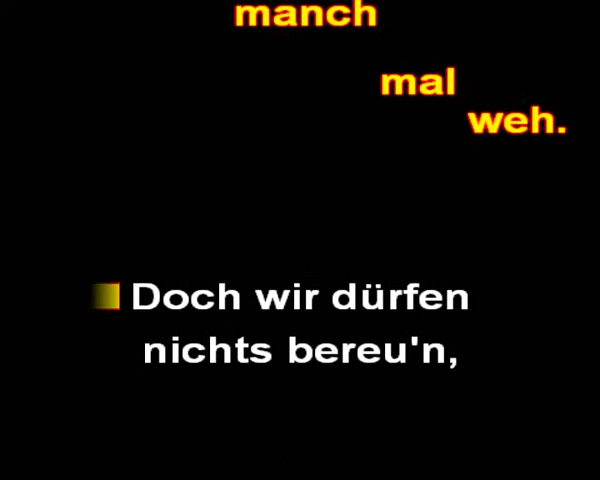 manch
mal
weh.
Doch wir dürfen
nichts bereu'n,